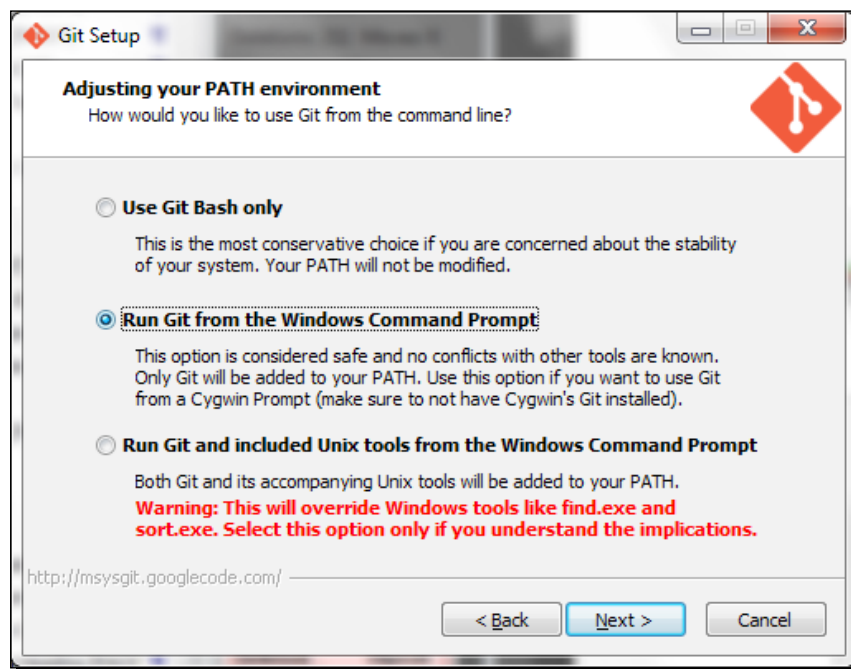 Git Setup
Adjusting your PATH environment
How would you like to use Git from the command line?
Use Git Bash only
This is the most conservative choice if you are concerned about the stability
of your system. Your PATH will not be modified.
Run Git from the Windows Command Prompt
This option is considered safe and no conflicts with other tools are known.
Only Git will be added to your PATH. Use this option if you want to use Git
from a Cygwin Prompt (make sure to not have Cygwin's Git installed).
Run Git and included Unix tools from the Windows Command Prompt
Both Git and its accompanying Unix tools will be added to your PATH.
Warning: This will override Windows tools like find.exe and
sort.exe. Select this option only if you understand the implications.
http://msysgit.googlecode.com/
< Back Next > Cancel